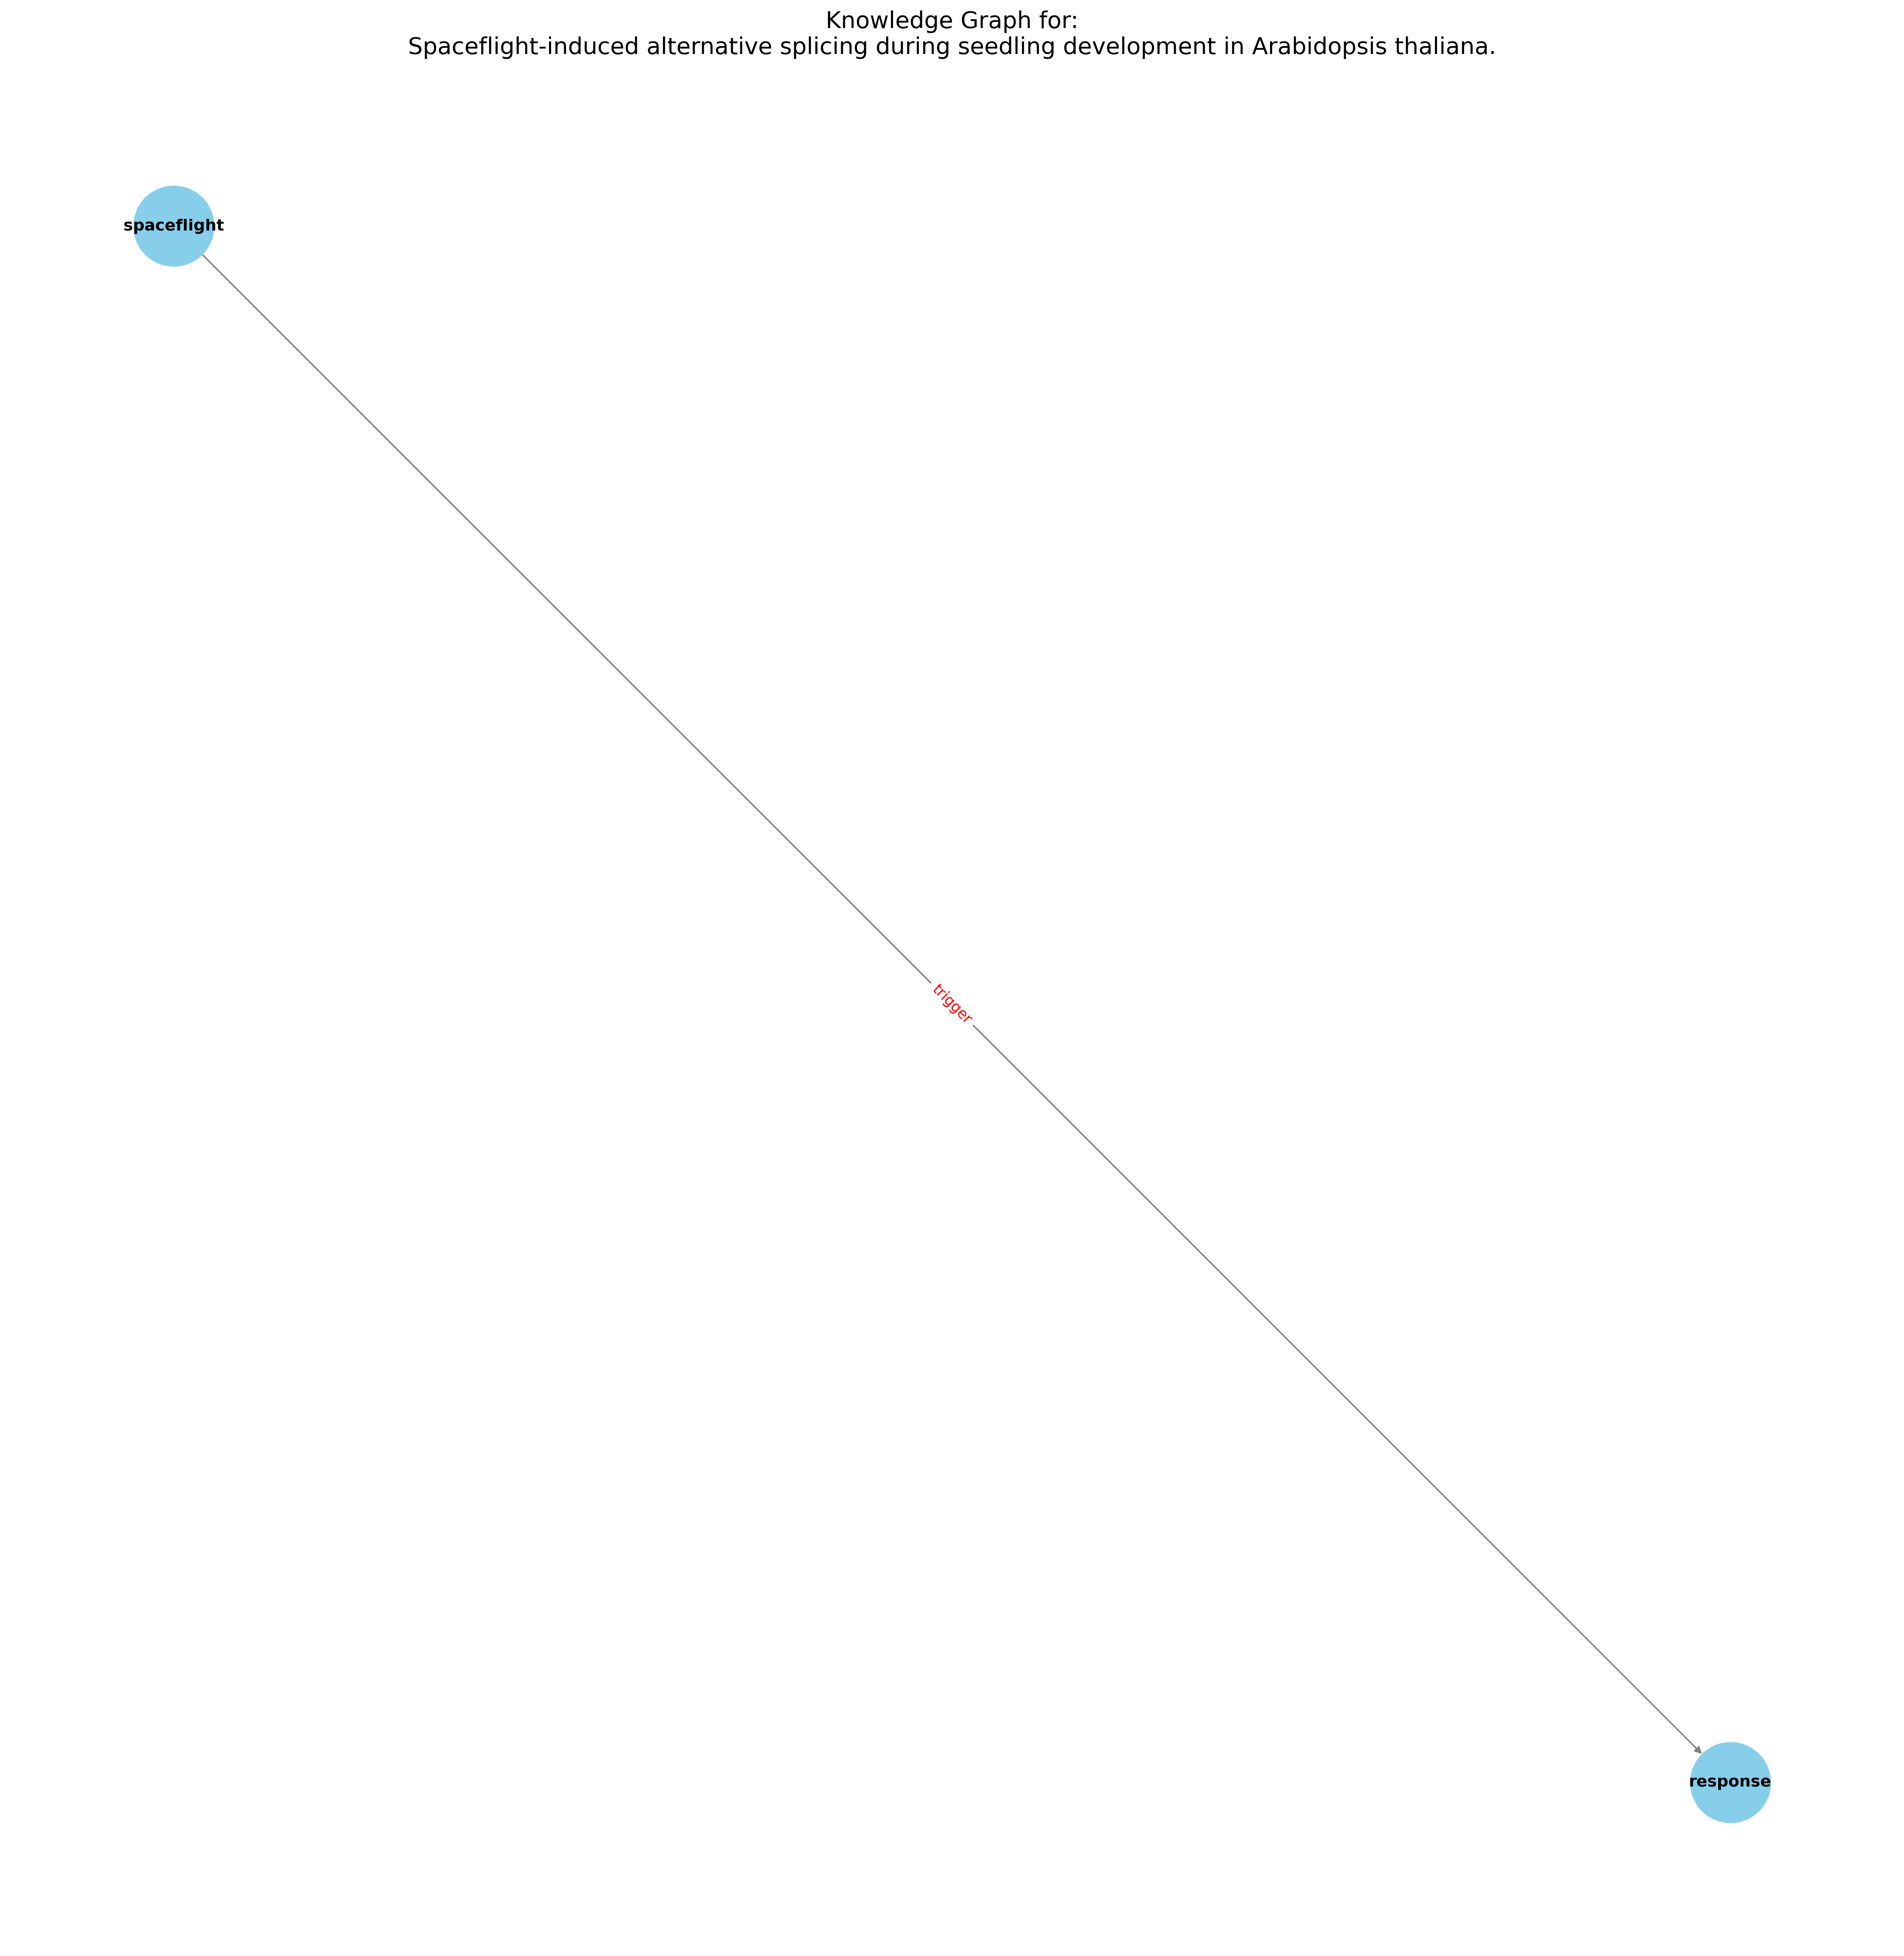 Knowledge Graph for:
Spaceflight-induced alternative splicing during seedling development in Arabidopsis thaliana.
spaceflight
trigger
response